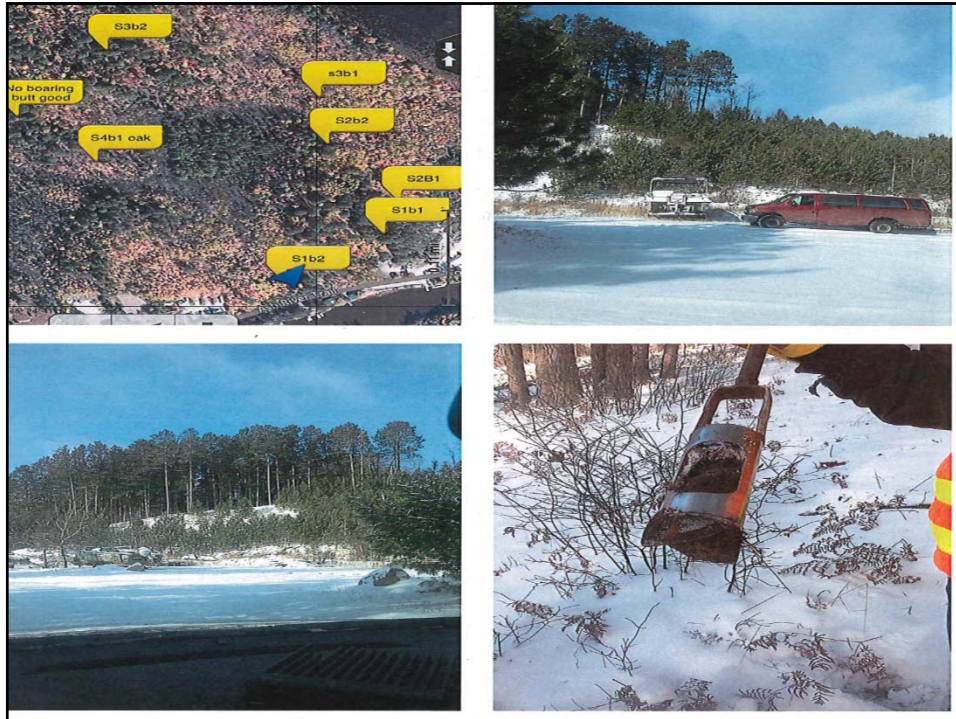 S3b2
s3b1
No boaring
butt good
S2b2
S4b1 oak
S2B1
S1b1
S1b2